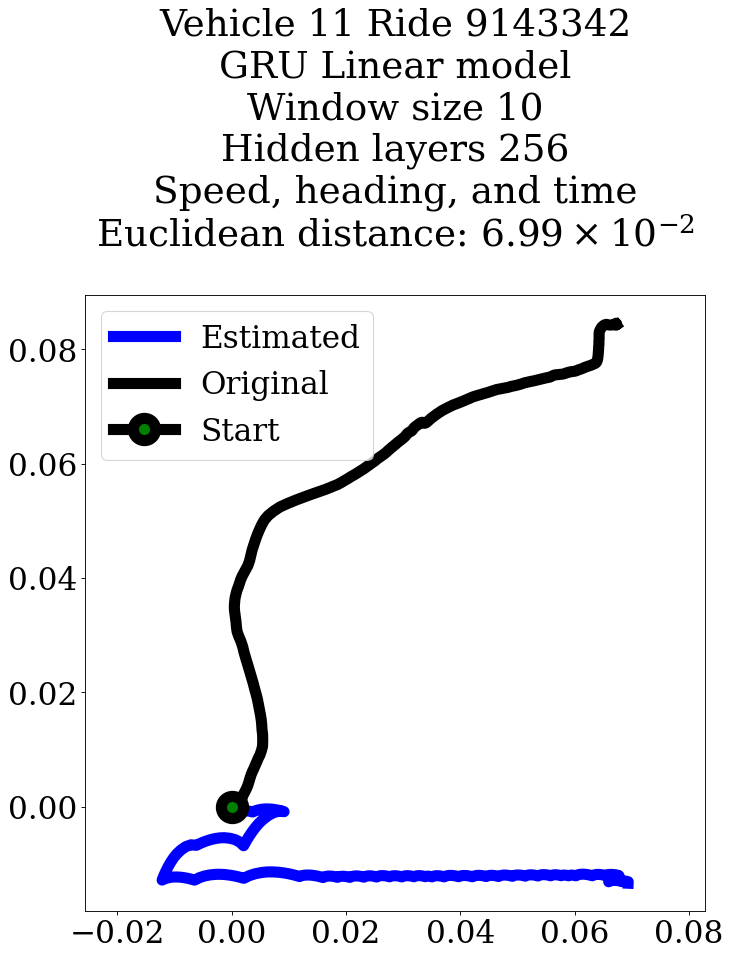 Vehicle 11 Ride 9143342
GRU Linear model
Window size 10
Hidden layers 256
Speed, heading, and time
Euclidean distance: 6.99 × 10⁻²
Estimated
Original
Start
0.08
0.06
0.04
0.02
0.00
−0.02 0.00 0.02 0.04 0.06 0.08